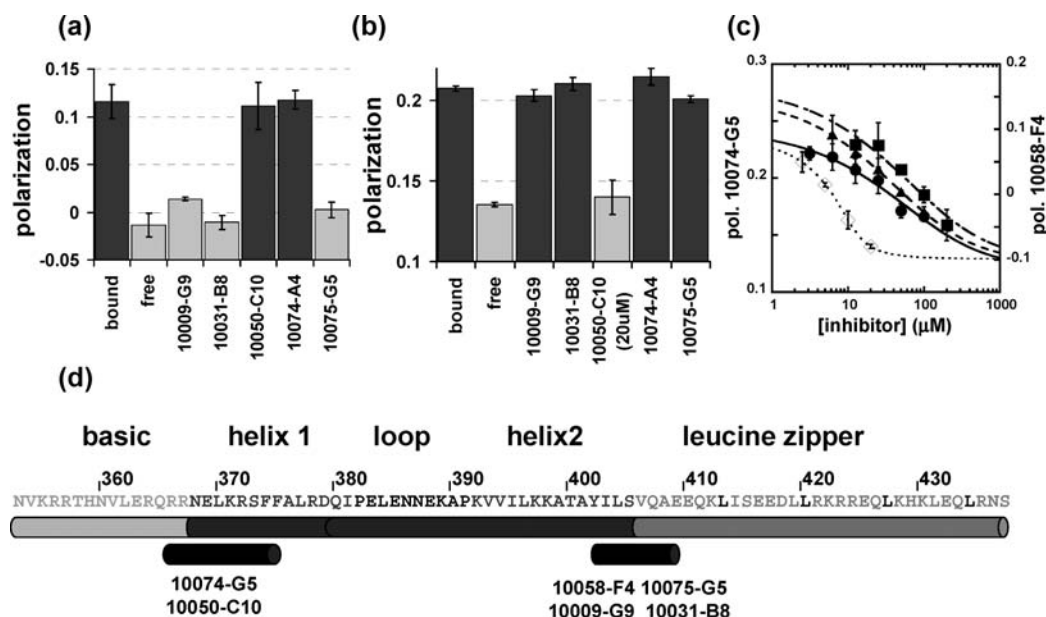 (a)
(b)
(c)
polarization
0.15
0.1
0.05
0
-0.05
bound
free
10009-G9
10031-B8
10050-C10
10074-A4
10075-G5
polarization
0.2
0.15
0.1
bound
free
10009-G9
10031-B8
10050-C10
(20uM)
10074-A4
10075-G5
pol. 10074-G5
0.3
0.2
0.1
0.2
0.1
0
-0.1
pol. 10058-F4
1 10 100 1000
[inhibitor] (μM)
(d)
basic helix 1 loop helix2 leucine zipper
360 370 380 390 400 410 420 430
NVKRRTHNVLERQRRNELKRSFFALRDQIPELENNEKAPKVVILKKATAYILSVQAEEQKLISEEDLLRKRREQLKHKLEQLRNS
10074-G5
10050-C10
10058-F4 10075-G5
10009-G9 10031-B8